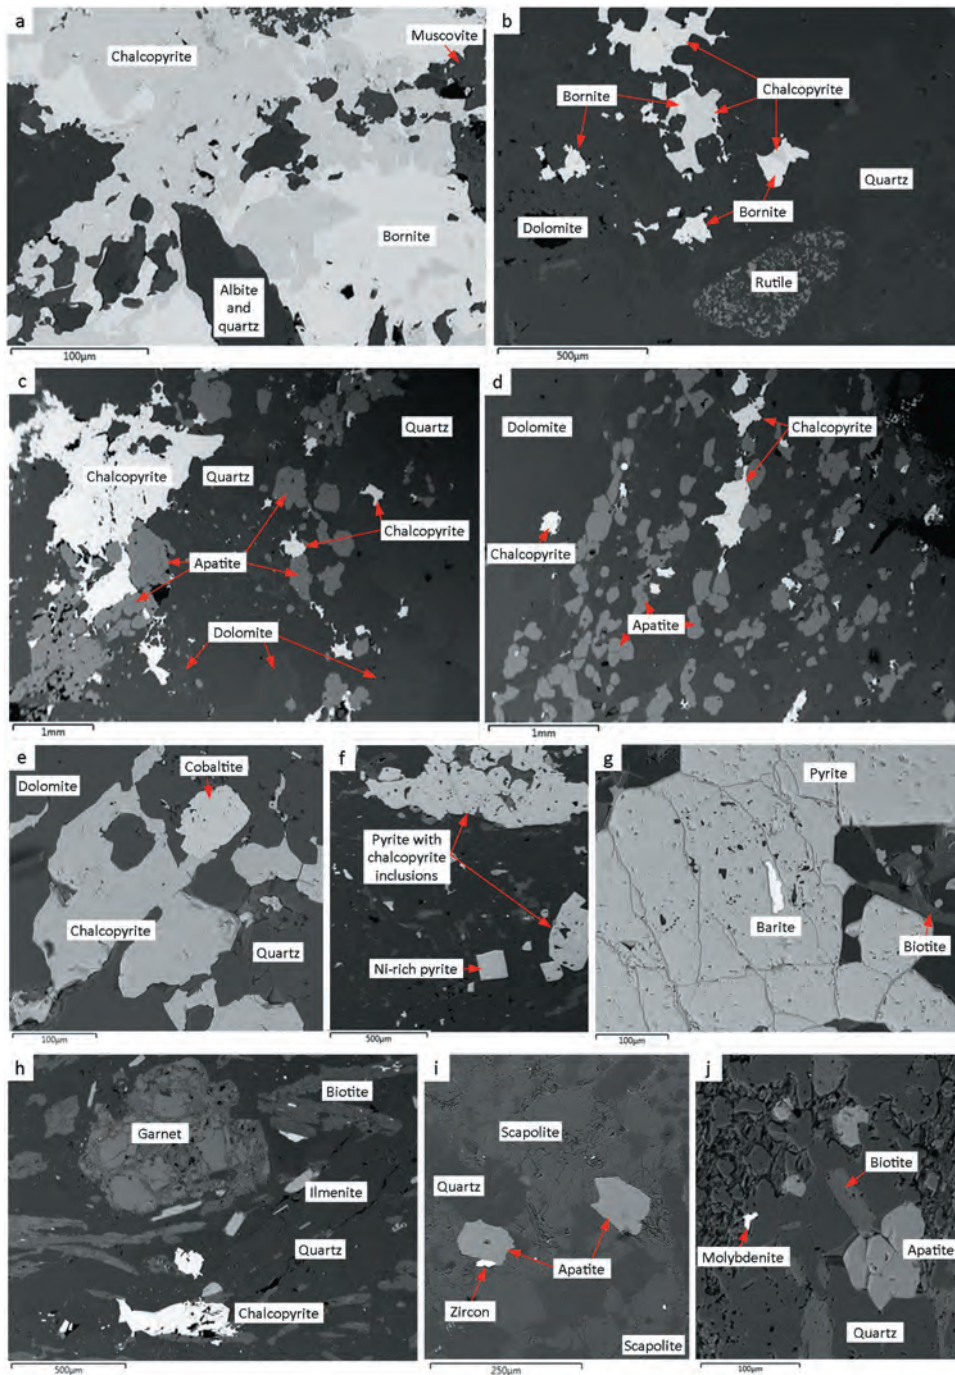 a
Chalcopyrite
Muscovite
Bornite
Albite
and
quartz
100µm
b
Chalcopyrite
Bornite
Quartz
Bornite
Dolomite
Rutile
500µm
c
Quartz
Chalcopyrite
Quartz
Chalcopyrite
Apatite
Dolomite
1mm
d
Dolomite
Chalcopyrite
Chalcopyrite
Apatite
1mm
e
Cobaltite
Dolomite
Chalcopyrite
Quartz
100µm
f
Pyrite with
chalcopyrite
inclusions
Ni-rich pyrite
500µm
g
Pyrite
Barite
Biotite
100µm
h
Biotite
Garnet
Ilmenite
Quartz
Chalcopyrite
500µm
i
Scapolite
Quartz
Apatite
Zircon
Scapolite
250µm
j
Biotite
Molybdenite
Apatite
Quartz
100µm